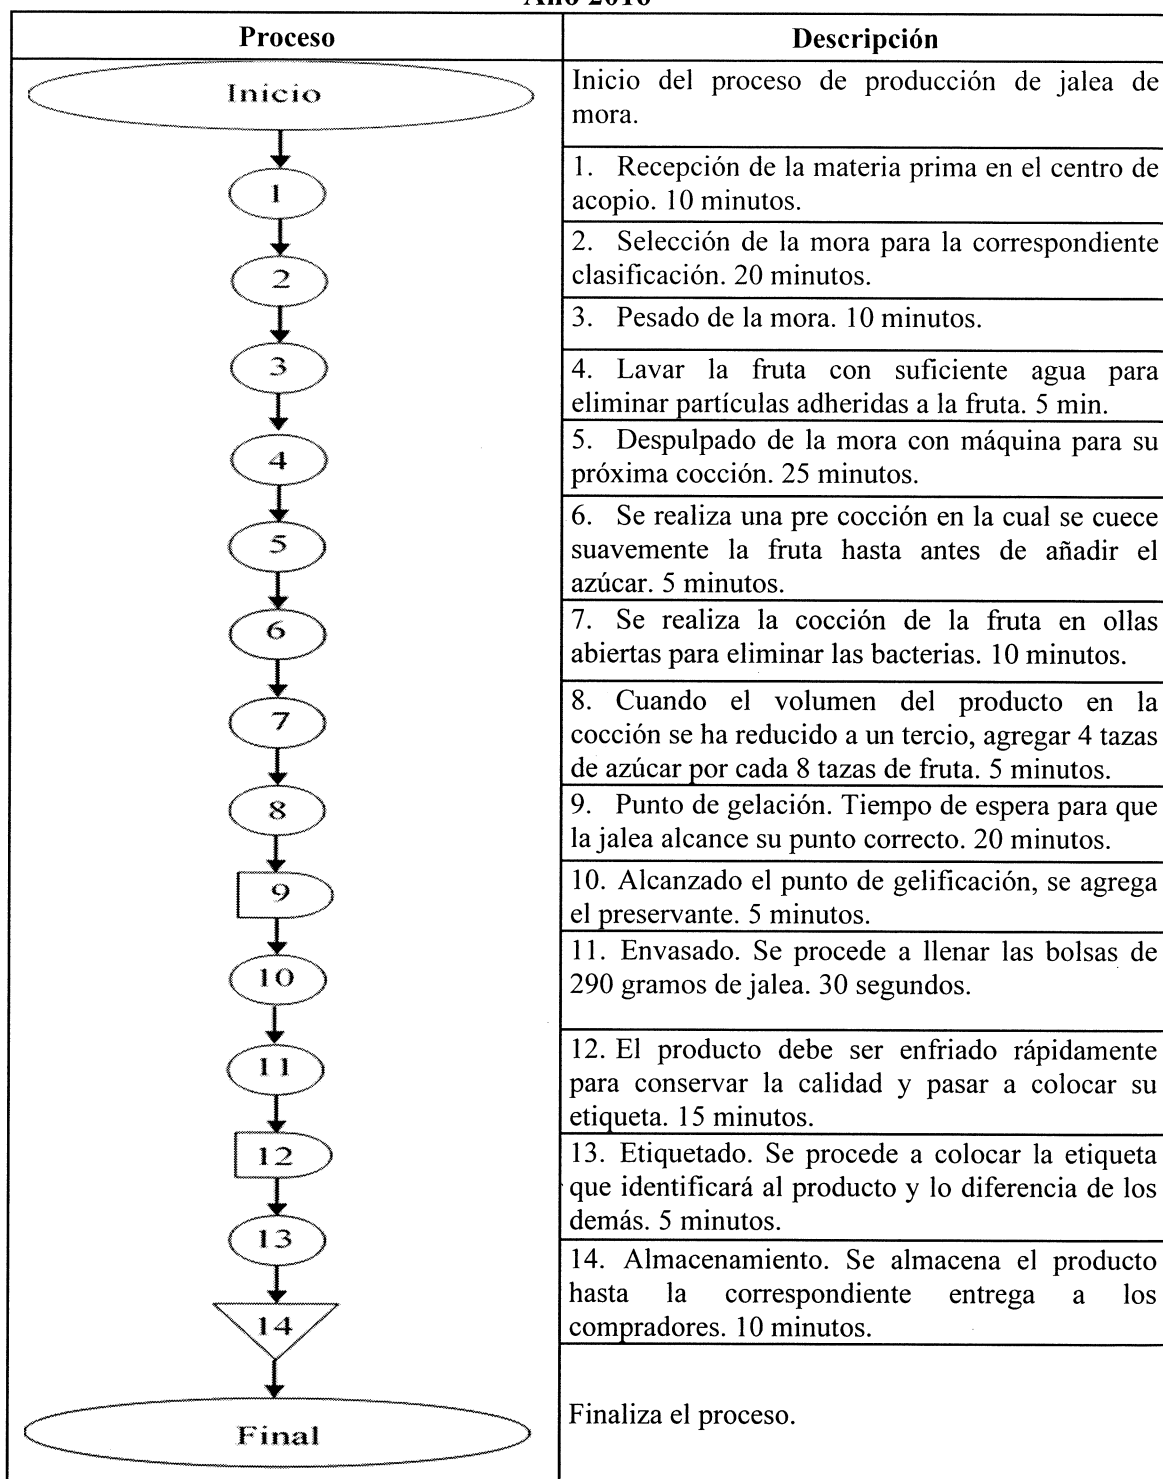 Año 2016
Proceso
Descripción
Inicio
Inicio del proceso de producción de jalea de
mora.
1
1. Recepción de la materia prima en el centro de
acopio. 10 minutos.
2
2. Selección de la mora para la correspondiente
clasificación. 20 minutos.
3
3. Pesado de la mora. 10 minutos.
4
4. Lavar la fruta con suficiente agua para
eliminar partículas adheridas a la fruta. 5 min.
5
5. Despulpado de la mora con máquina para su
próxima cocción. 25 minutos.
6
6. Se realiza una pre cocción en la cual se cuece
suavemente la fruta hasta antes de añadir el
azúcar. 5 minutos.
7
7. Se realiza la cocción de la fruta en ollas
abiertas para eliminar las bacterias. 10 minutos.
8
8. Cuando el volumen del producto en la
cocción se ha reducido a un tercio, agregar 4 tazas
de azúcar por cada 8 tazas de fruta. 5 minutos.
9
9. Punto de gelación. Tiempo de espera para que
la jalea alcance su punto correcto. 20 minutos.
10
10. Alcanzado el punto de gelificación, se agrega
el preservante. 5 minutos.
11
11. Envasado. Se procede a llenar las bolsas de
290 gramos de jalea. 30 segundos.
12
12. El producto debe ser enfriado rápidamente
para conservar la calidad y pasar a colocar su
etiqueta. 15 minutos.
13
13. Etiquetado. Se procede a colocar la etiqueta
que identificará al producto y lo diferencia de los
demás. 5 minutos.
14
14. Almacenamiento. Se almacena el producto
hasta la correspondiente entrega a los
compradores. 10 minutos.
Final
Finaliza el proceso.